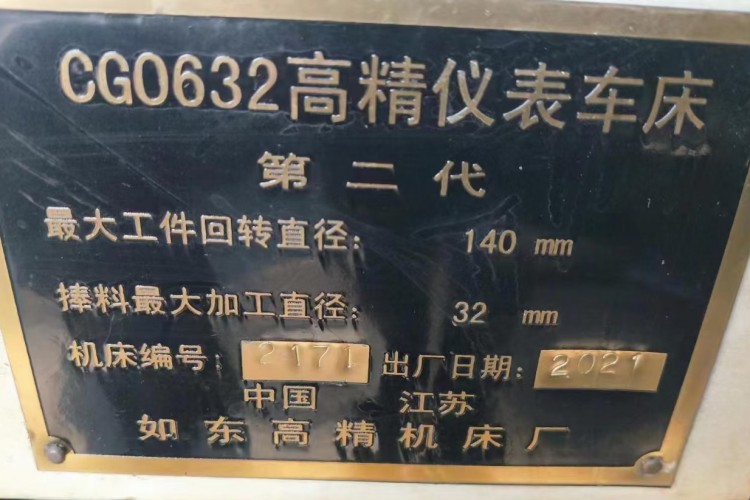 CG0632高精仪表车床
第二代
最大工件回转直径: 140 mm
捧料最大加工直径: 32 mm
机床编号: 2171 出厂日期: 2021
中国 江苏
如东高精机床厂